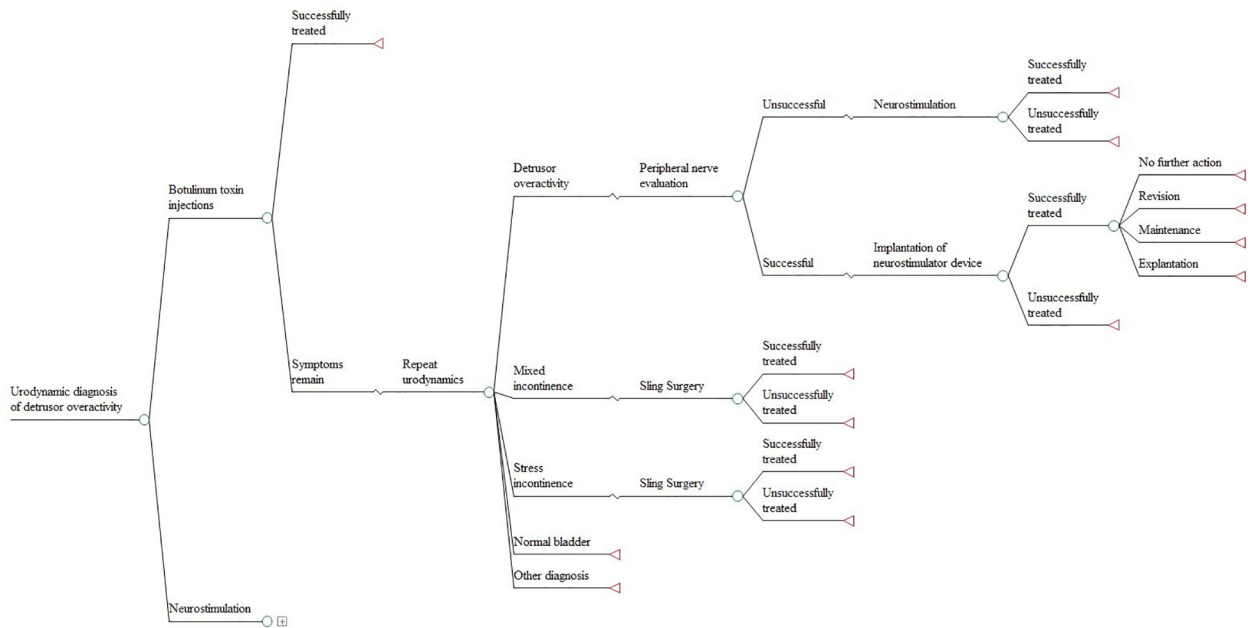 Successfully
treated
Botulinum toxin
injections
Symptoms
remain
Repeat
urodynamics
Urodynamic diagnosis
of detrusor overactivity
Neurostimulation
Detrusor
overactivity
Peripheral nerve
evaluation
Unsuccessful
Neurostimulation
Successfully
treated
Unsuccessfully
treated
Successful
Implantation of
neurostimulator device
Successfully
treated
No further action
Revision
Maintenance
Explantation
Unsuccessfully
treated
Mixed
incontinence
Sling Surgery
Successfully
treated
Unsuccessfully
treated
Stress
incontinence
Sling Surgery
Successfully
treated
Unsuccessfully
treated
Normal bladder
Other diagnosis